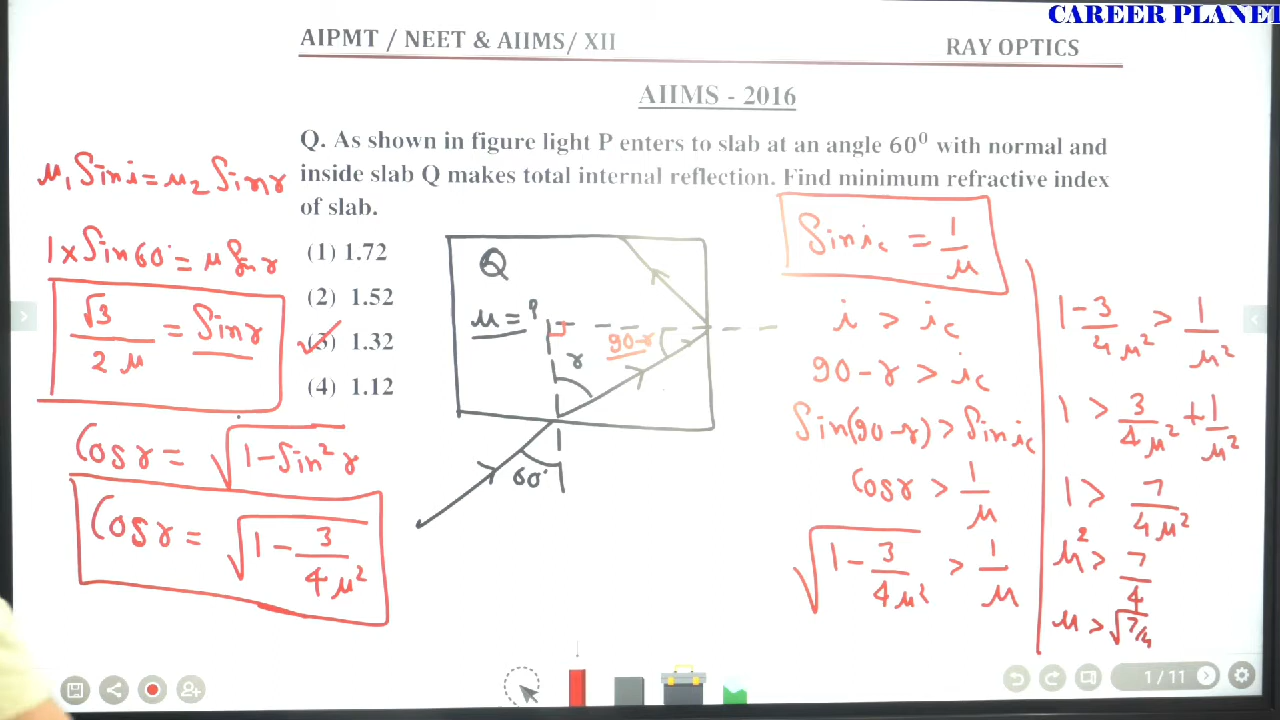 CAREER PLANE
AIPMT / NEET & AIIMS/ XII
RAY OPTICS
AIIMS - 2016
Q. As shown in figure light P enters to slab at an angle 60⁰ with normal and
inside slab Q makes total internal reflection. Find minimum refractive index
of slab.
(1) 1.72
(2) 1.52
(3) 1.32
(4) 1.12
μ₁ Sin i = μ₂ Sin r
1 x Sin 60° = μ Sin r
√3/2μ = Sin r
Cos r = √(1 - Sin² r)
Cos r = √(1 - 3/4μ²)
Q
μ = ?
90-r
r
60°
Sin i꜀ = 1/μ
i > i꜀
90-r > i꜀
Sin(90-r) > Sin i꜀
Cos r > 1/μ
√(1 - 3/4μ²) > 1/μ
1 - 3/4μ² > 1/μ²
1 > 3/4μ² + 1/μ²
1 > 7/4μ²
μ² > 7/4
μ > √7/4
1 / 11